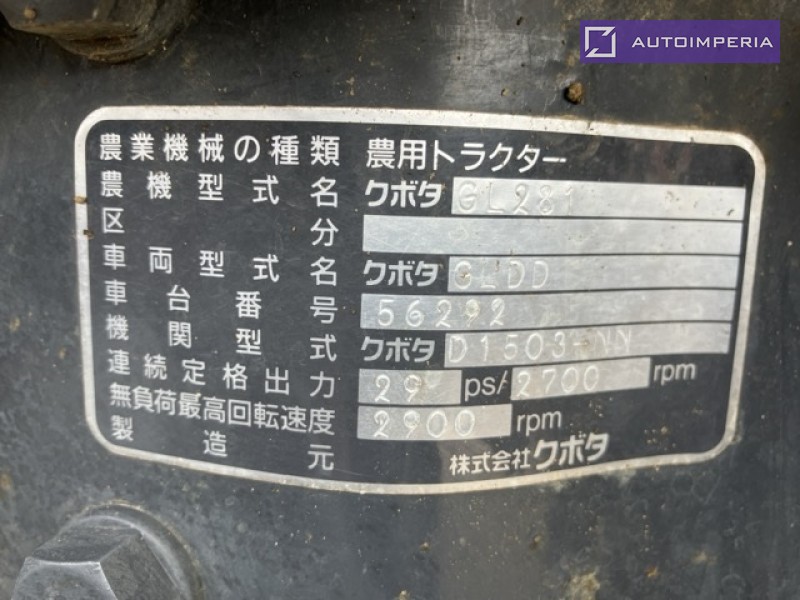 AUTOIMPERIA
農業機械の種類 農用トラクター
農機型式名 クボタ GL281
区分
車両型式名 クボタ GLDD
車台番号 56292
機関型式 クボタ D1503-NN
連続定格出力 29 ps/2700 rpm
無負荷最高回転速度 2900 rpm
製造元 株式会社クボタ